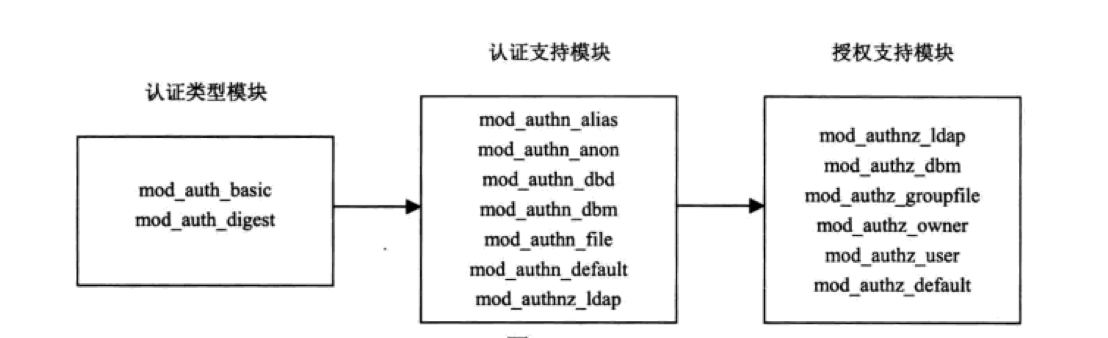 认证类型模块
mod_auth_basic
mod_auth_digest
认证支持模块
mod_authn_alias
mod_authn_anon
mod_authn_dbd
mod_authn_dbm
mod_authn_file
mod_authn_default
mod_authnz_ldap
授权支持模块
mod_authnz_ldap
mod_authz_dbm
mod_authz_groupfile
mod_authz_owner
mod_authz_user
mod_authz_default